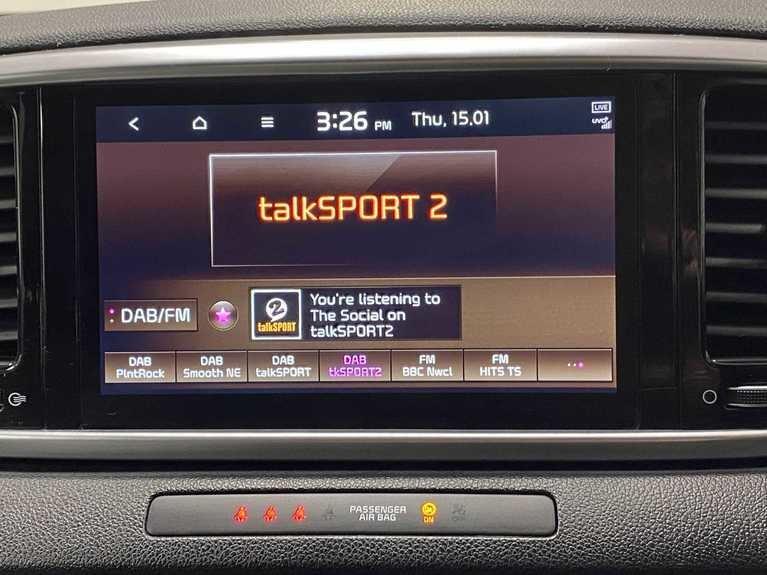 3:26 PM Thu, 15.01
LIVE
UVO
talkSPORT 2
DAB/FM
talkSPORT
You're listening to
The Social on
talkSPORT2
DAB
PlntRock
DAB
Smooth NE
DAB
talkSPORT
DAB
tkSPORT2
FM
BBC Nwcl
FM
HITS TS
PASSENGER
AIR BAG
ON